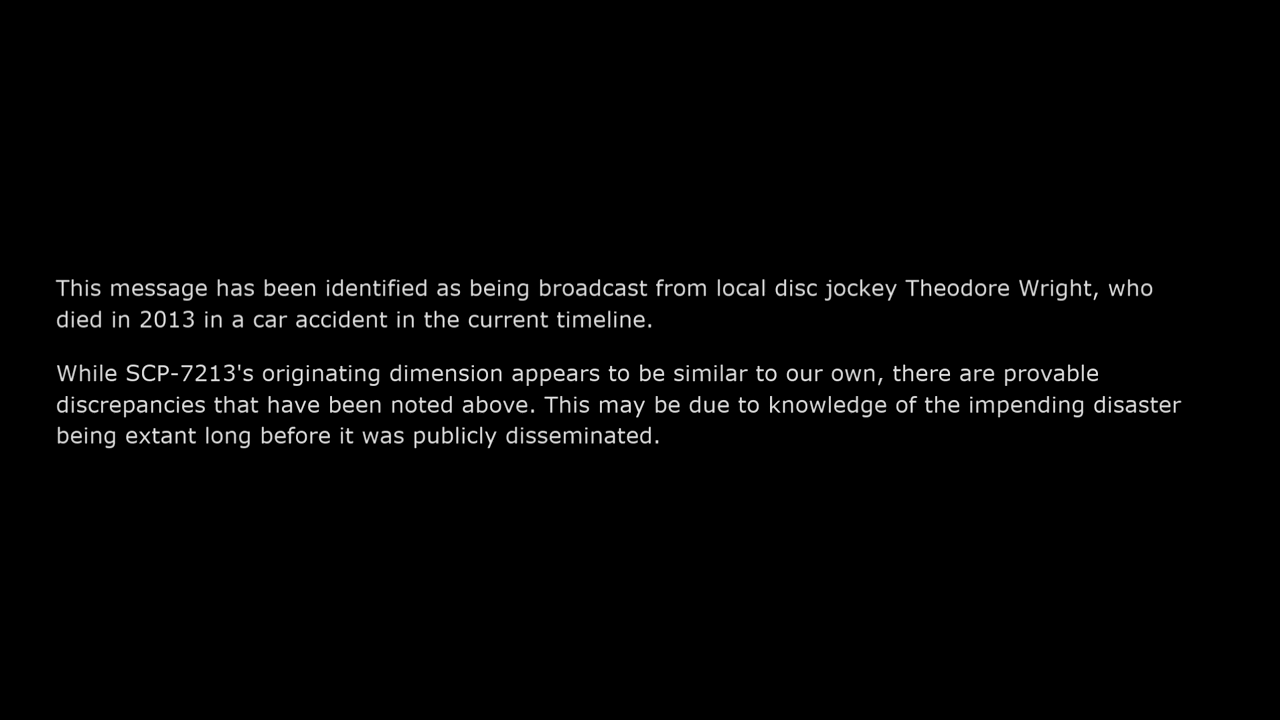 This message has been identified as being broadcast from local disc jockey Theodore Wright, who
died in 2013 in a car accident in the current timeline.
While SCP-7213's originating dimension appears to be similar to our own, there are provable
discrepancies that have been noted above. This may be due to knowledge of the impending disaster
being extant long before it was publicly disseminated.